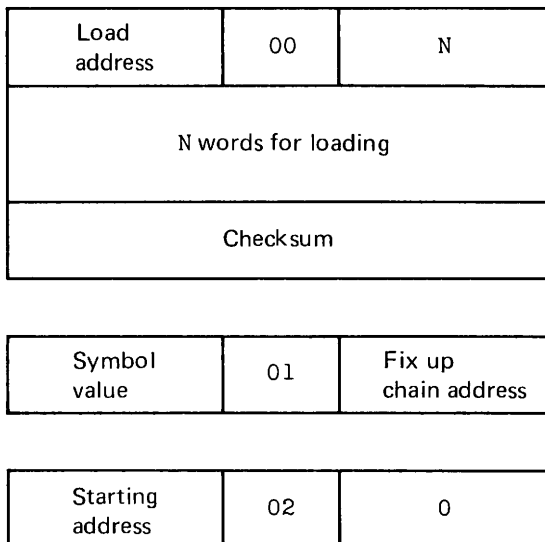 Load
address
00
N
N words for loading
Checksum
Symbol
value
01
Fix up
chain address
Starting
address
02
0